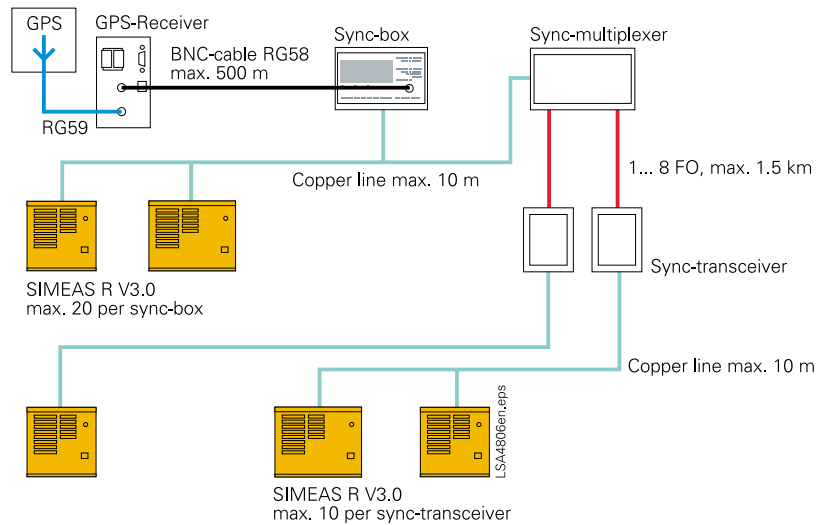 GPS
GPS-Receiver
BNC-cable RG58
max. 500 m
Sync-box
Sync-multiplexer
RG59
Copper line max. 10 m
1... 8 FO, max. 1.5 km
Sync-transceiver
SIMEAS R V3.0
max. 20 per sync-box
Copper line max. 10 m
LSA4806en.eps
SIMEAS R V3.0
max. 10 per sync-transceiver